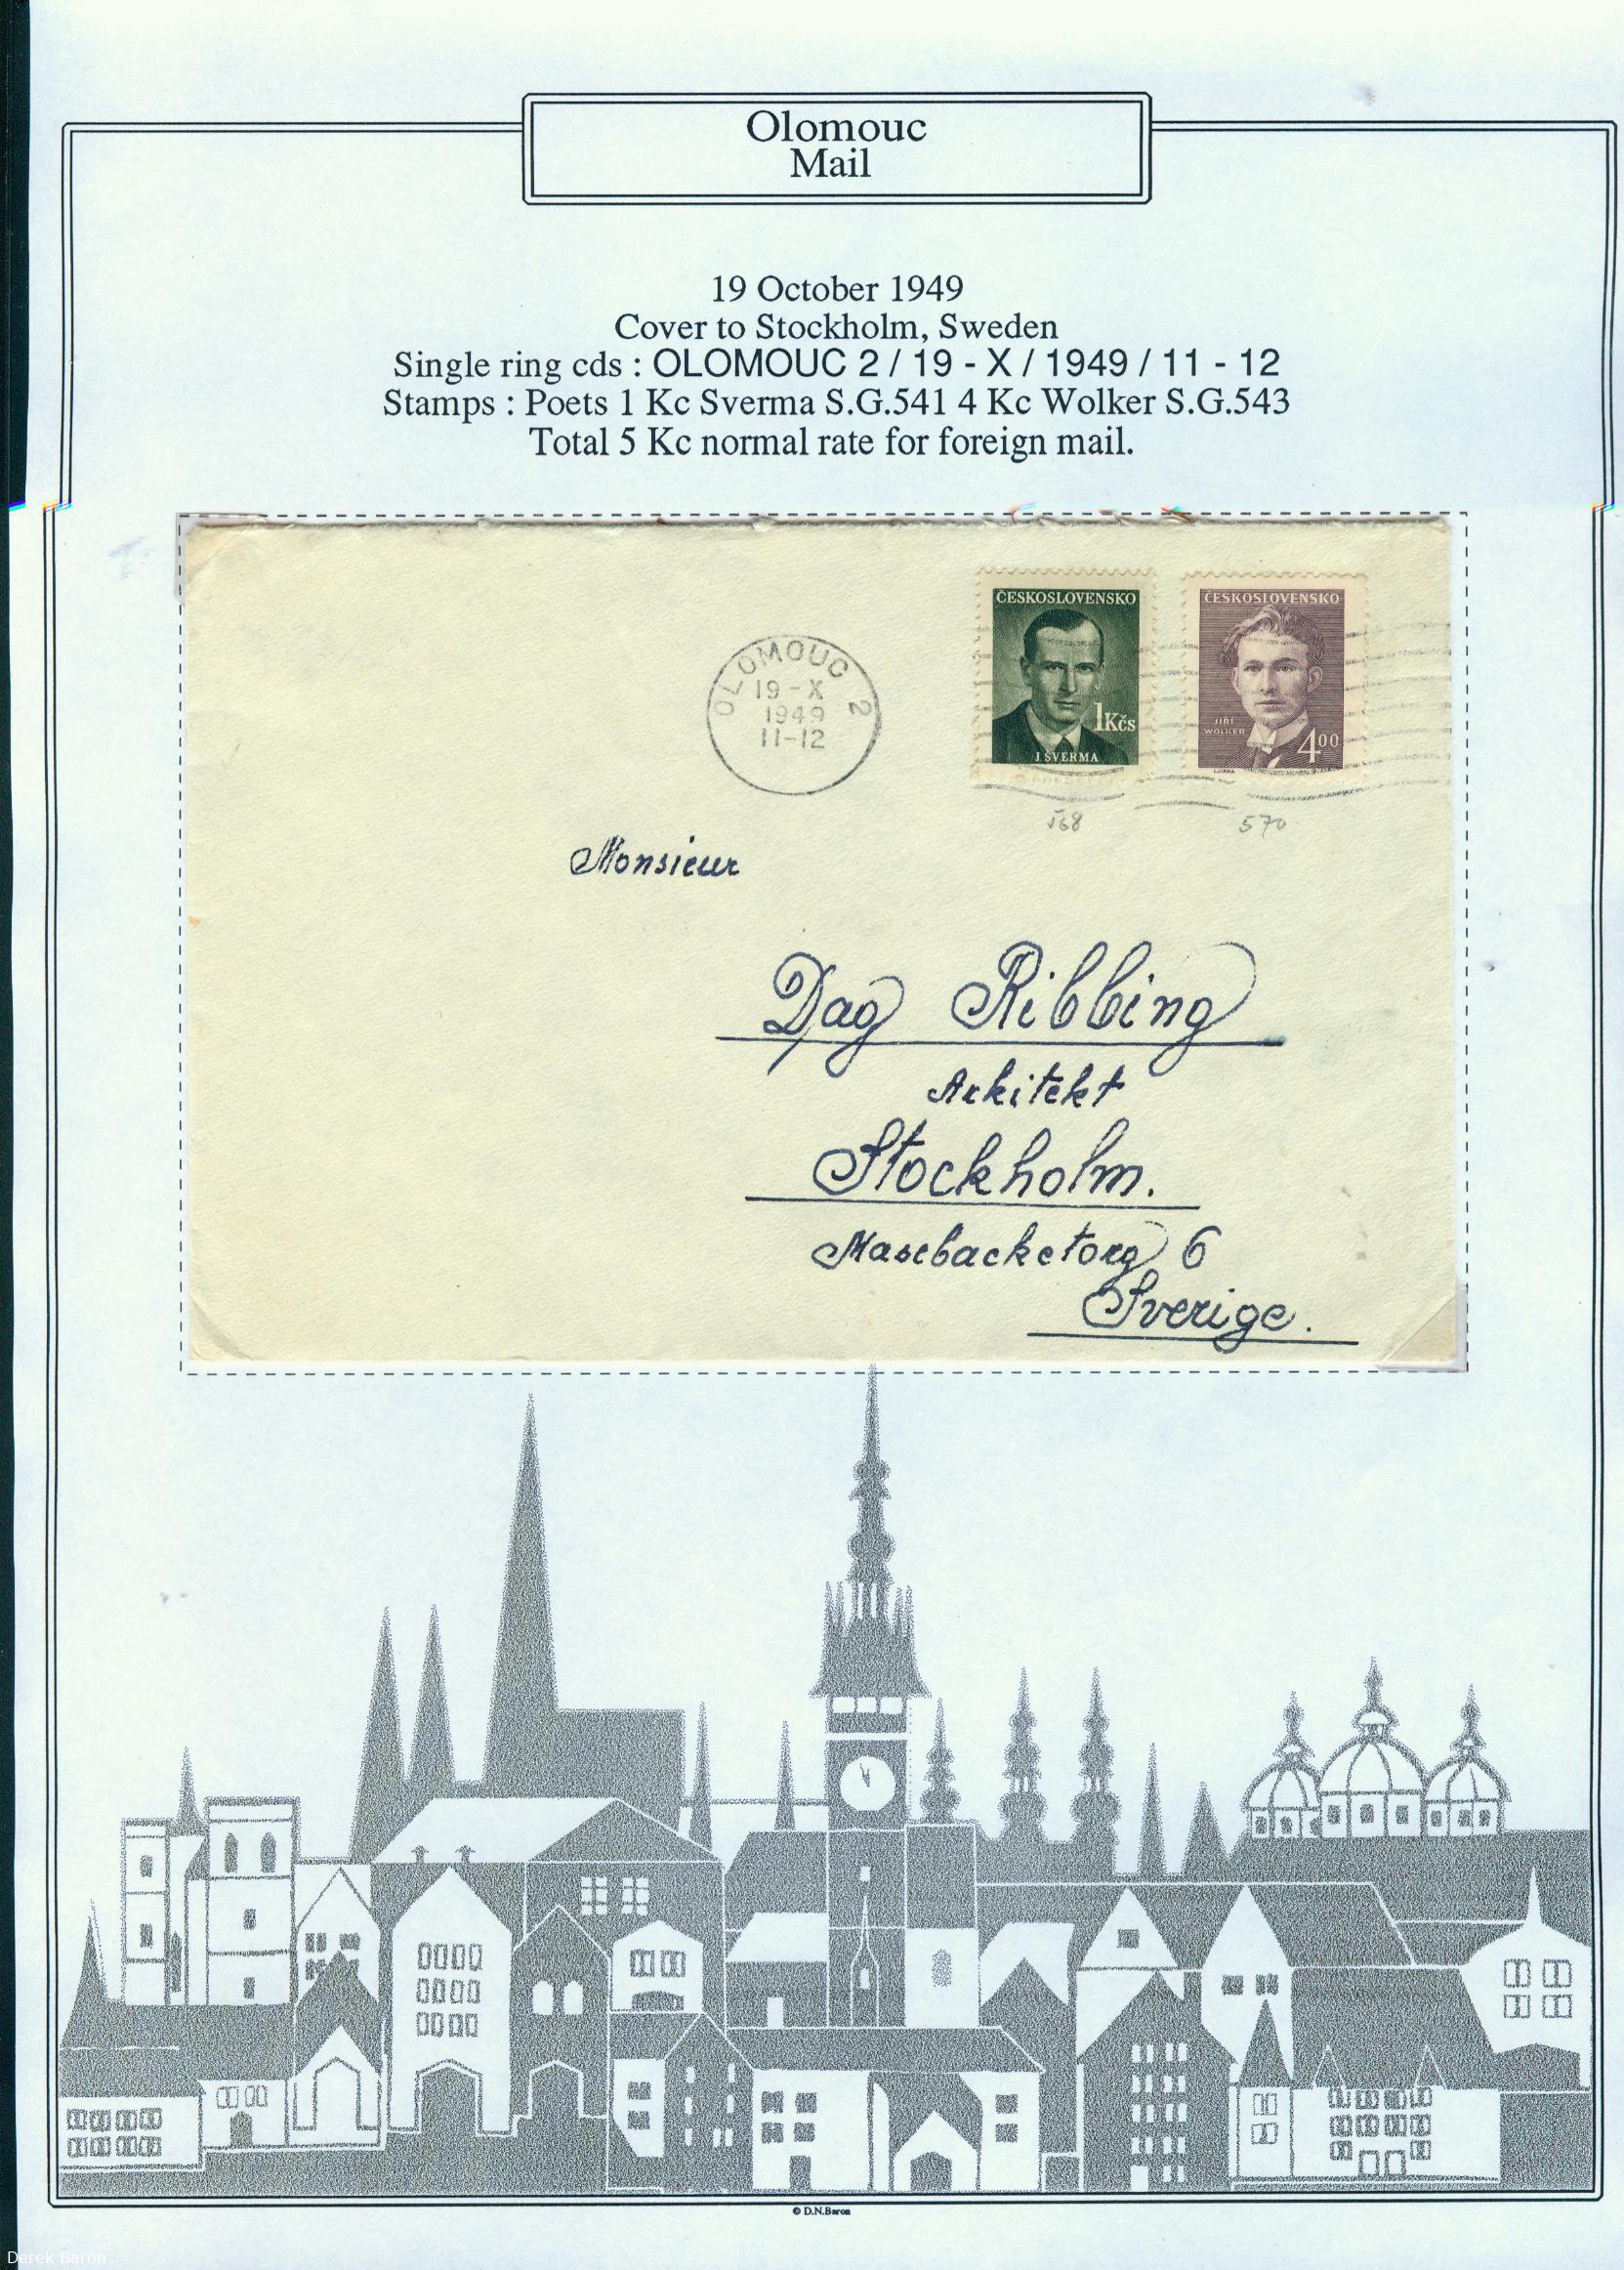 Olomouc
Mail
19 October 1949
Cover to Stockholm, Sweden
Single ring cds : OLOMOUC 2 / 19 - X / 1949 / 11 - 12
Stamps : Poets 1 Kc Sverma S.G.541 4 Kc Wolker S.G.543
Total 5 Kc normal rate for foreign mail.
OLOMOUC 2
19-X
1949
11-12
ČESKOSLOVENSKO
1Kčs
J ŠVERMA
ČESKOSLOVENSKO
JIŘÍ
WOLKER
400
568
570
Monsieur
Dag Ribbing
Arkitekt
Stockholm.
Masebacketorg 6
Sverige.
© D.N.Baron
Derek Baron